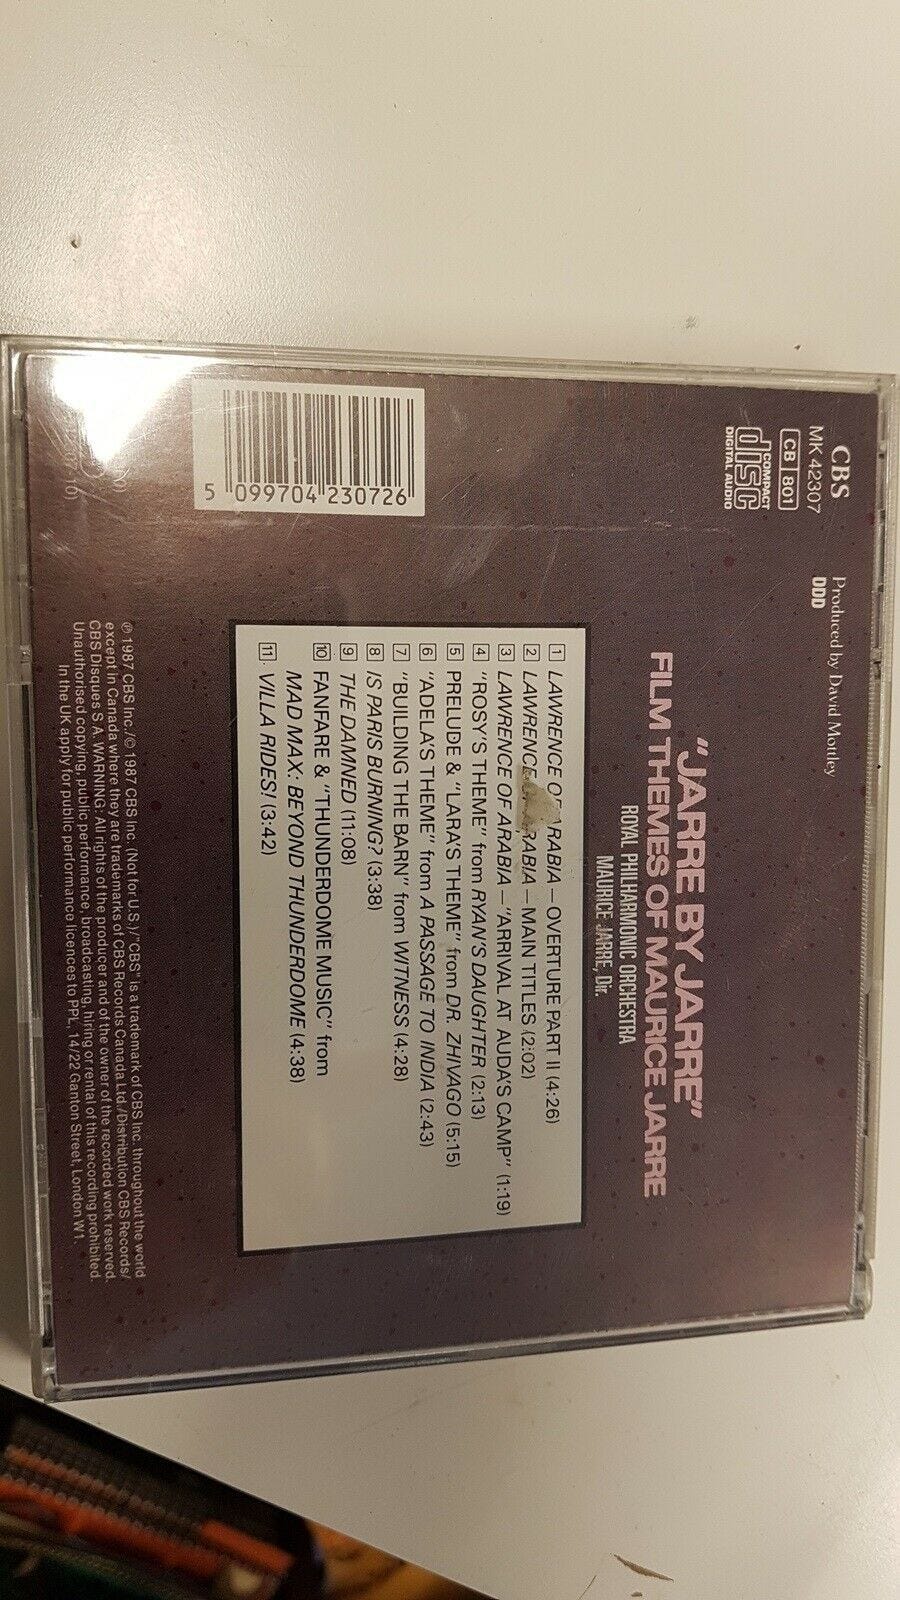 CBS
MK 42307
CB 801
COMPACT
disc
DIGITAL AUDIO
Produced by David Mottley
DDD
"JARRE BY JARRE"
FILM THEMES OF MAURICE JARRE
ROYAL PHILHARMONIC ORCHESTRA
MAURICE JARRE, Dir.
1 LAWRENCE OF ARABIA – OVERTURE PART II (4:26)
2 LAWRENCE ARABIA – MAIN TITLES (2:02)
3 LAWRENCE OF ARABIA – "ARRIVAL AT AUDA'S CAMP" (1:19)
4 "ROSY'S THEME" from RYAN'S DAUGHTER (2:13)
5 PRELUDE & "LARA'S THEME" from DR. ZHIVAGO (5:15)
6 "ADELA'S THEME" from A PASSAGE TO INDIA (2:43)
7 "BUILDING THE BARN" from WITNESS (4:28)
8 IS PARIS BURNING? (3:38)
9 THE DAMNED (11:08)
10 FANFARE & "THUNDERDOME MUSIC" from
MAD MAX: BEYOND THUNDERDOME (4:38)
11 VILLA RIDES! (3:42)
5 099704 230726
℗ 1987 CBS Inc./© 1987 CBS Inc. (Not for U.S.)/"CBS" is a trademark of CBS Inc. throughout the world
except in Canada where they are trademarks of CBS Records Canada Ltd./Distribution CBS Records/
CBS Disques S.A. WARNING: All rights of the producer and of the owner of the recorded work reserved.
Unauthorised copying, public performance, broadcasting, hiring or rental of this recording prohibited.
In the UK apply for public performance licences to PPL, 14/22 Ganton Street, London W1.